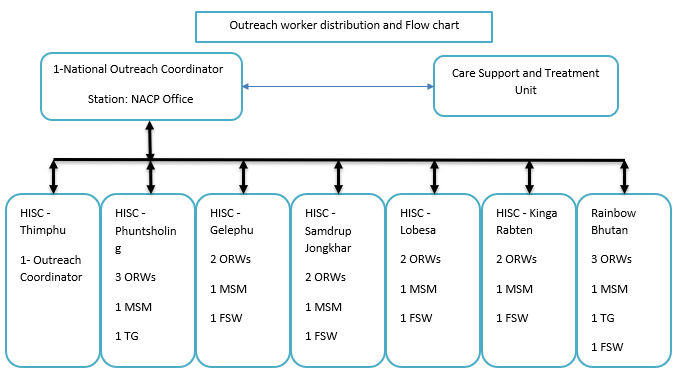 Outreach worker distribution and Flow chart
1-National Outreach Coordinator
Station: NACP Office
Care Support and Treatment
Unit
HISC -
Thimphu
1- Outreach
Coordinator
HISC -
Phuntsholin
g
3 ORWs
1 MSM
1 TG
HISC -
Gelephu
2 ORWs
1 MSM
1 FSW
HISC -
Samdrup
Jongkhar
2 ORWs
1 MSM
1 FSW
HISC -
Lobesa
2 ORWs
1 MSM
1 FSW
HISC - Kinga
Rabten
2 ORWs
1 MSM
1 FSW
Rainbow
Bhutan
3 ORWs
1 MSM
1 TG
1 FSW